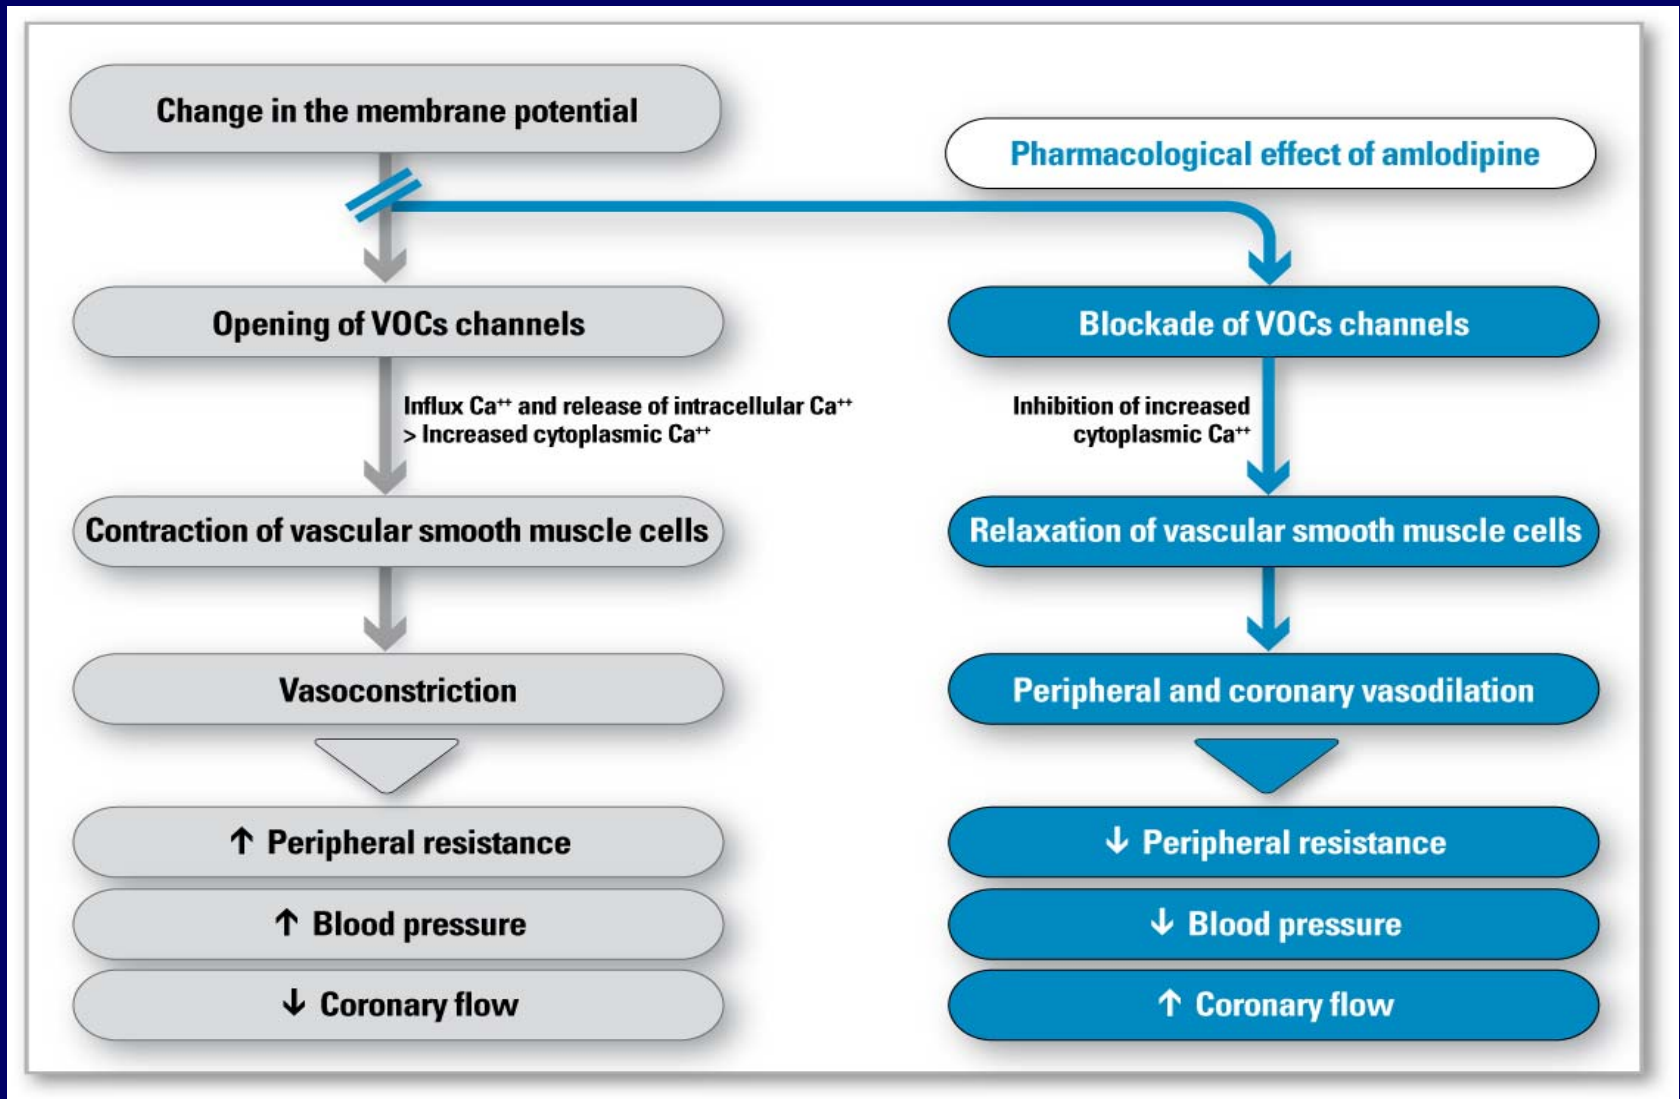 Change in the membrane potential
Pharmacological effect of amlodipine
Opening of VOCs channels
Blockade of VOCs channels
Influx Ca⁺⁺ and release of intracellular Ca⁺⁺
> Increased cytoplasmic Ca⁺⁺
Inhibition of increased
cytoplasmic Ca⁺⁺
Contraction of vascular smooth muscle cells
Relaxation of vascular smooth muscle cells
Vasoconstriction
Peripheral and coronary vasodilation
↑ Peripheral resistance
↓ Peripheral resistance
↑ Blood pressure
↓ Blood pressure
↓ Coronary flow
↑ Coronary flow